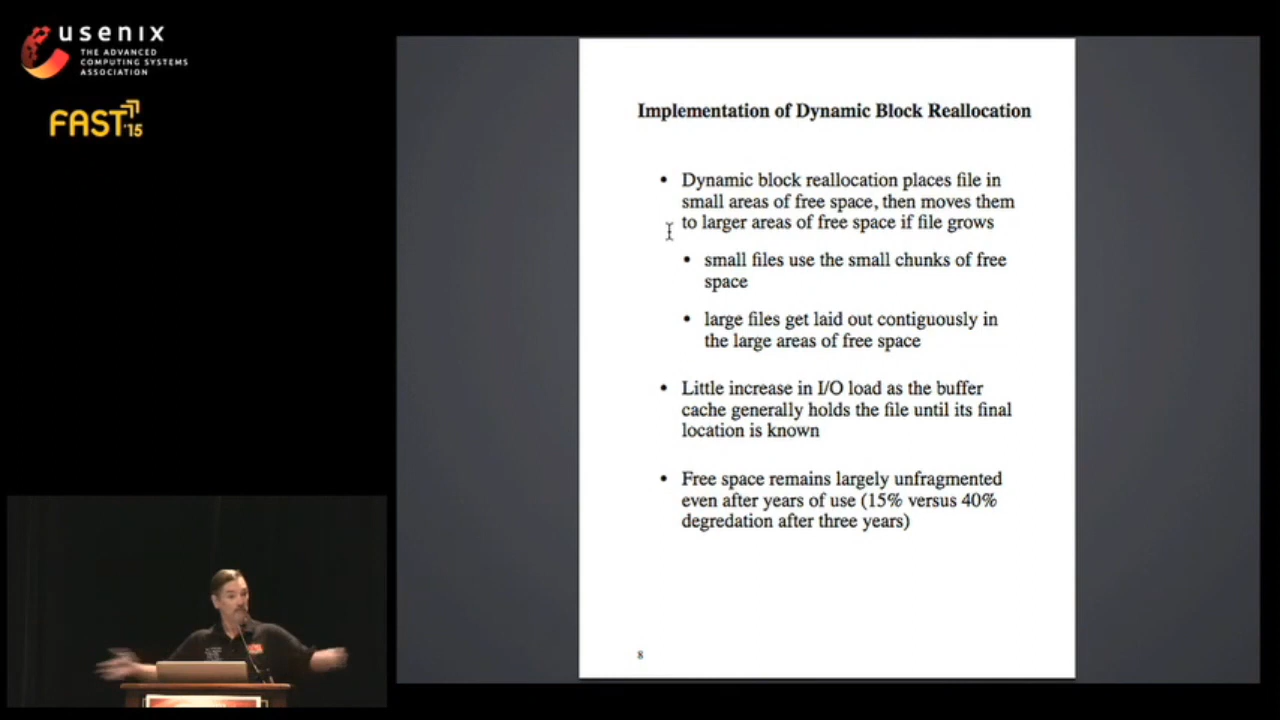 usenix
THE ADVANCED
COMPUTING SYSTEMS
ASSOCIATION
FAST'15
Implementation of Dynamic Block Reallocation
• Dynamic block reallocation places file in
small areas of free space, then moves them
to larger areas of free space if file grows
• small files use the small chunks of free
space
• large files get laid out contiguously in
the large areas of free space
• Little increase in I/O load as the buffer
cache generally holds the file until its final
location is known
• Free space remains largely unfragmented
even after years of use (15% versus 40%
degredation after three years)
8